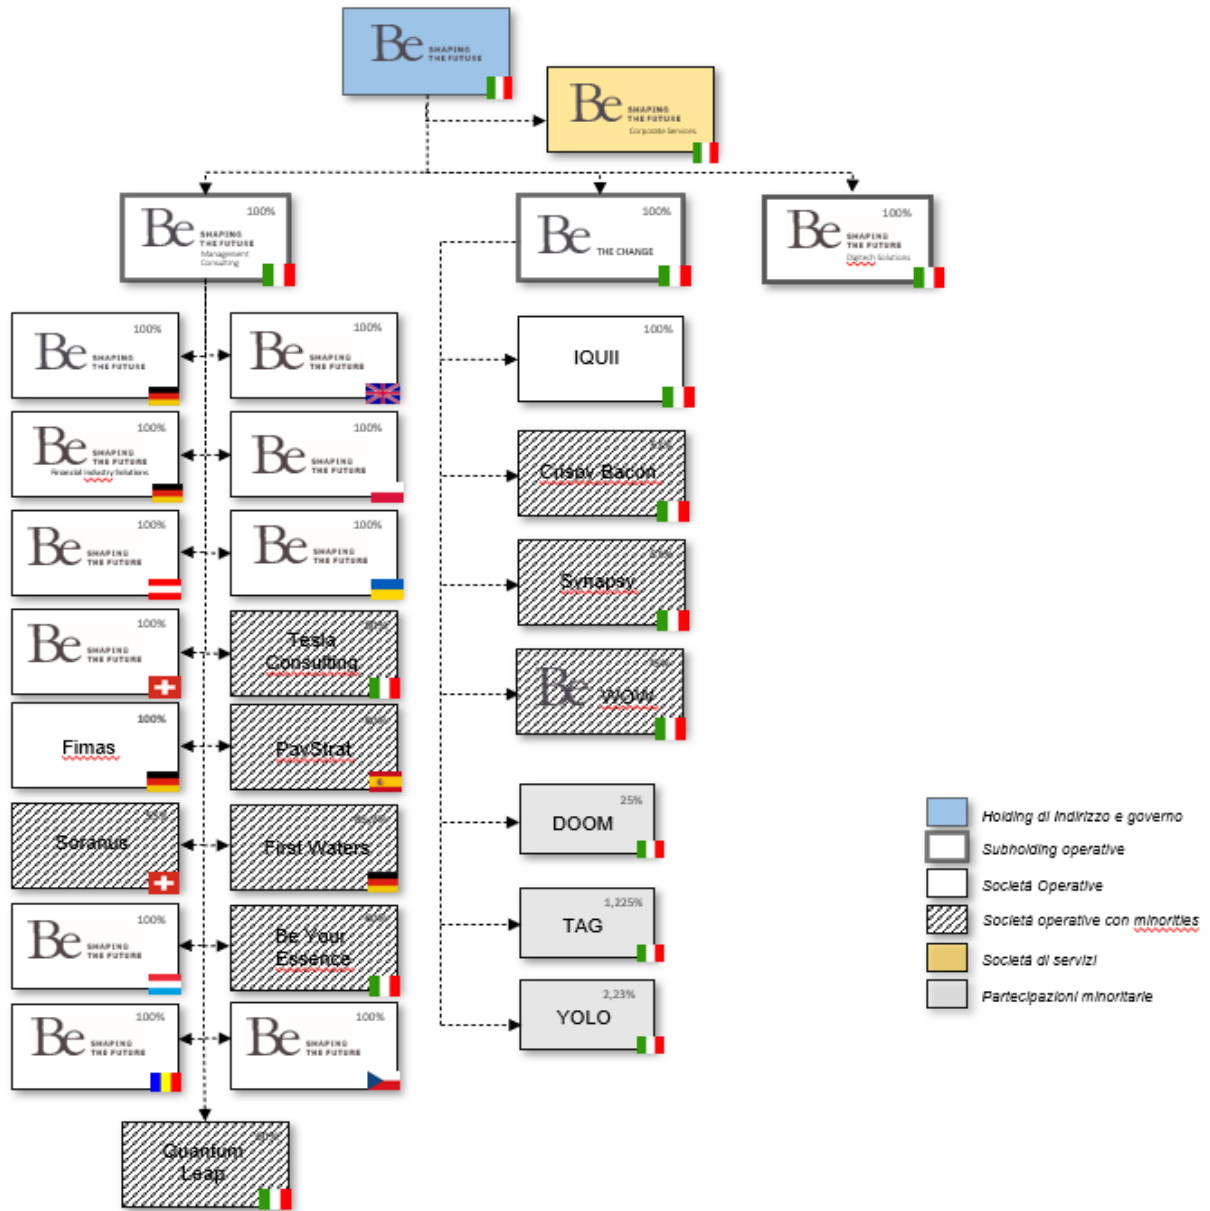 Be SHAPING
THE FUTURE
Be SHAPING
THE FUTURE
Corporate Services
100%
Be SHAPING
THE FUTURE
Management
Consulting
100%
Be THE CHANGE
100%
Be SHAPING
THE FUTURE
Digitech Solutions
100%
Be SHAPING
THE FUTURE
100%
Be SHAPING
THE FUTURE
100%
Be SHAPING
THE FUTURE
Financial Industry Solutions
100%
Be SHAPING
THE FUTURE
100%
Be SHAPING
THE FUTURE
100%
Be SHAPING
THE FUTURE
100%
Be SHAPING
THE FUTURE
Tesla
Consulting
100%
Fimas
PayStrat
Soranus
First Waters
100%
Be SHAPING
THE FUTURE
Be Your
Essence
100%
Be SHAPING
THE FUTURE
100%
Be SHAPING
THE FUTURE
Quantum
Leap
100%
IQUII
Crispy Bacon
Synapsy
Be WOW
25%
DOOM
1,225%
TAG
2,23%
YOLO
Holding di Indirizzo e governo
Subholding operative
Società Operative
Società operative con minorities
Società di servizi
Partecipazioni minoritarie